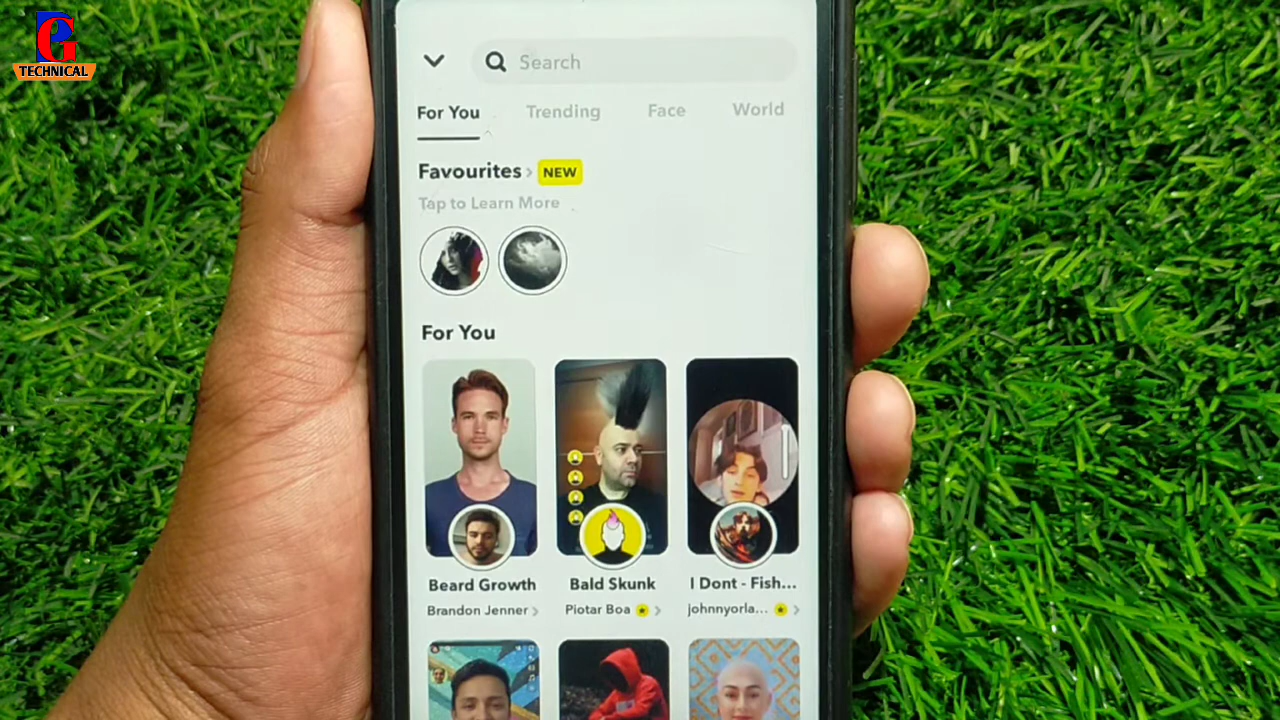 PG
TECHNICAL
Search
For You Trending Face World
Favourites > NEW
Tap to Learn More
For You
Beard Growth Bald Skunk I Dont - Fish...
Brandon Jenner > Piotar Boa > johnnyorla... >